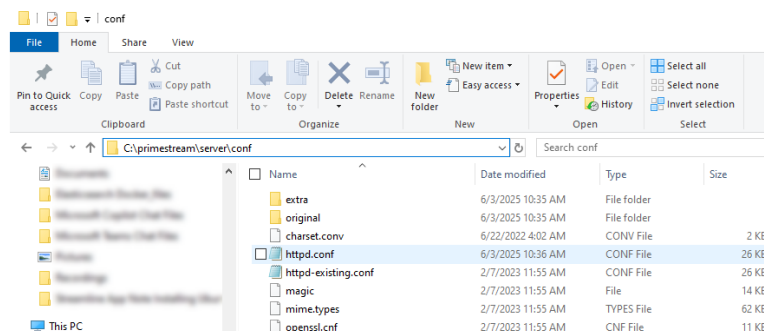 conf
File Home Share View
Pin to Quick access
Copy
Paste
Cut
Copy path
Paste shortcut
Move to
Copy to
Delete
Rename
New folder
New item
Easy access
Properties
Open
Edit
History
Select all
Select none
Invert selection
Clipboard Organize New Open Select
C:\primestream\server\conf
Search conf
Name Date modified Type Size
extra 6/3/2025 10:35 AM File folder
original 6/3/2025 10:35 AM File folder
charset.conv 6/22/2022 4:02 AM CONV File 2 KB
httpd.conf 6/3/2025 10:36 AM CONF File 26 KB
httpd-existing.conf 2/7/2023 11:55 AM CONF File 26 KB
magic 2/7/2023 11:55 AM File 14 KB
mime.types 2/7/2023 11:55 AM TYPES File 62 KB
openssl.cnf 2/7/2023 11:55 AM CNF File 11 KB
This PC